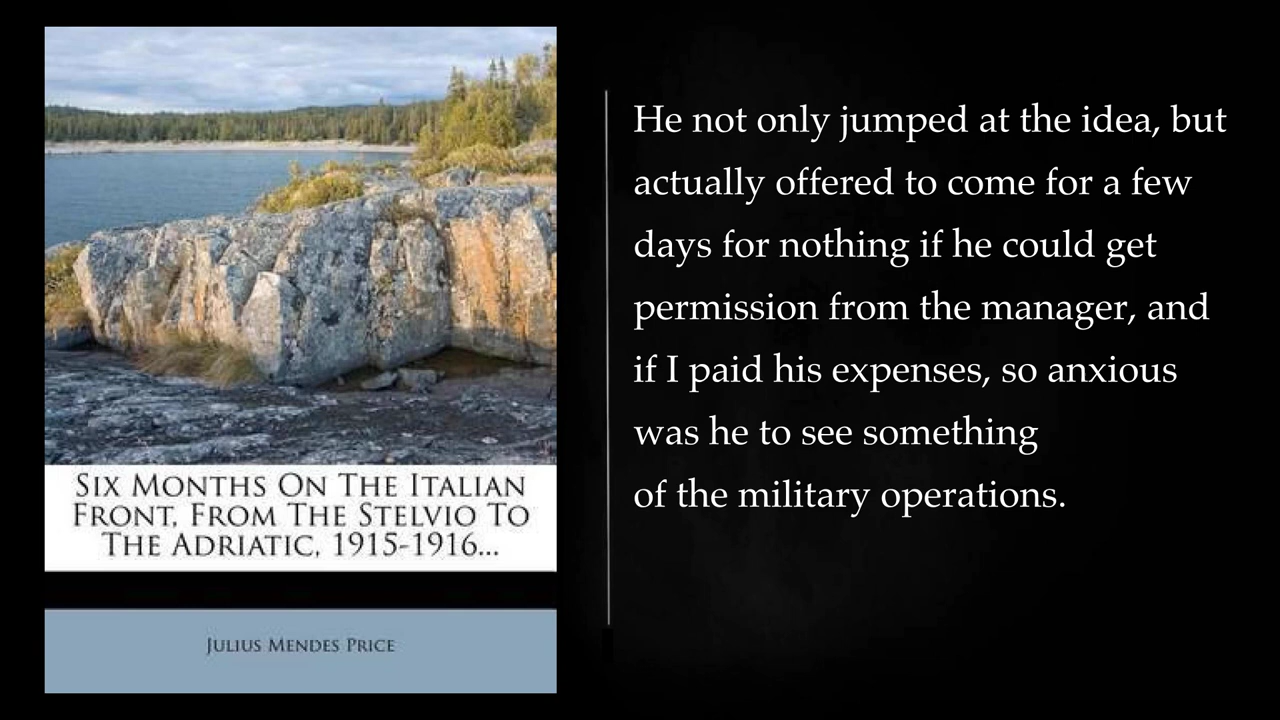 SIX MONTHS ON THE ITALIAN
FRONT, FROM THE STELVIO TO
THE ADRIATIC, 1915-1916...
JULIUS MENDES PRICE
He not only jumped at the idea, but
actually offered to come for a few
days for nothing if he could get
permission from the manager, and
if I paid his expenses, so anxious
was he to see something
of the military operations.